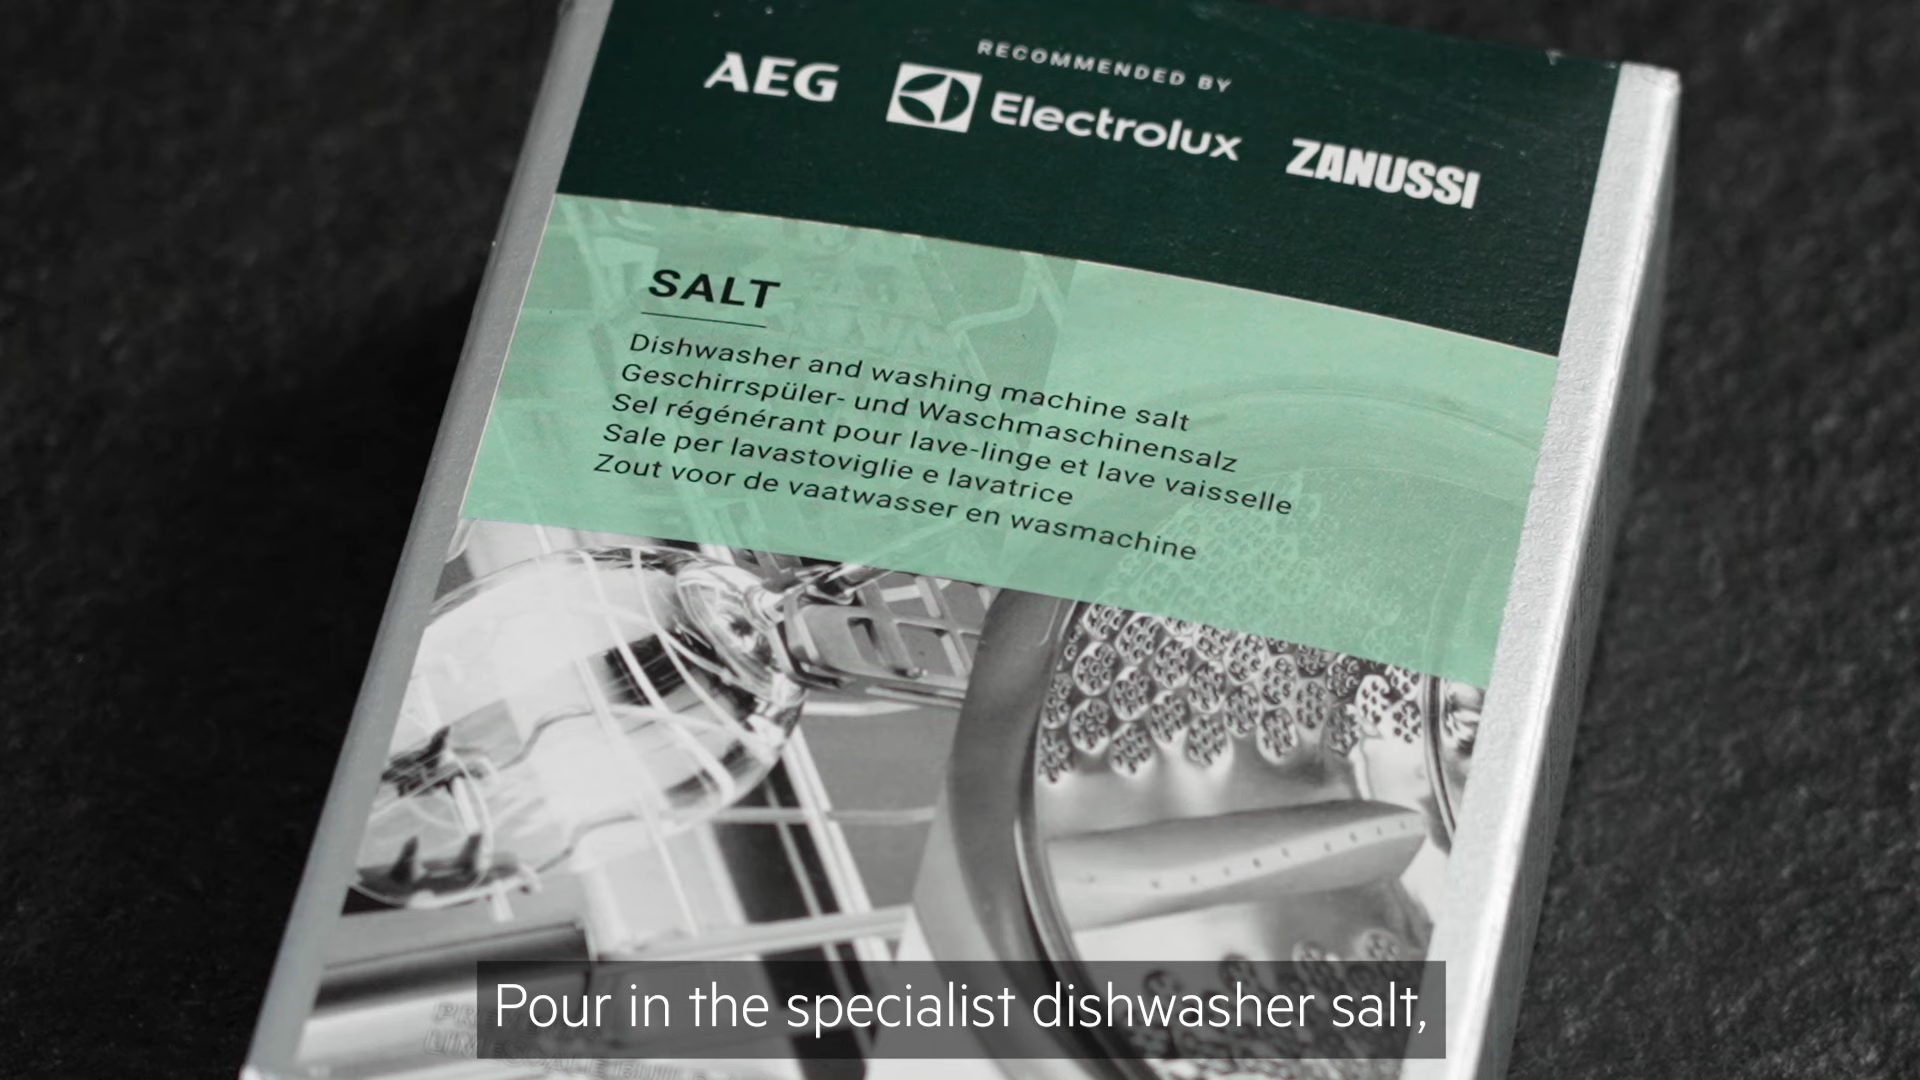 RECOMMENDED BY
AEG Electrolux ZANUSSI
SALT
Dishwasher and washing machine salt
Geschirrspüler- und Waschmaschinensalz
Sel régénérant pour lave-linge et lave vaisselle
Sale per lavastoviglie e lavatrice
Zout voor de vaatwasser en wasmachine
Pour in the specialist dishwasher salt,